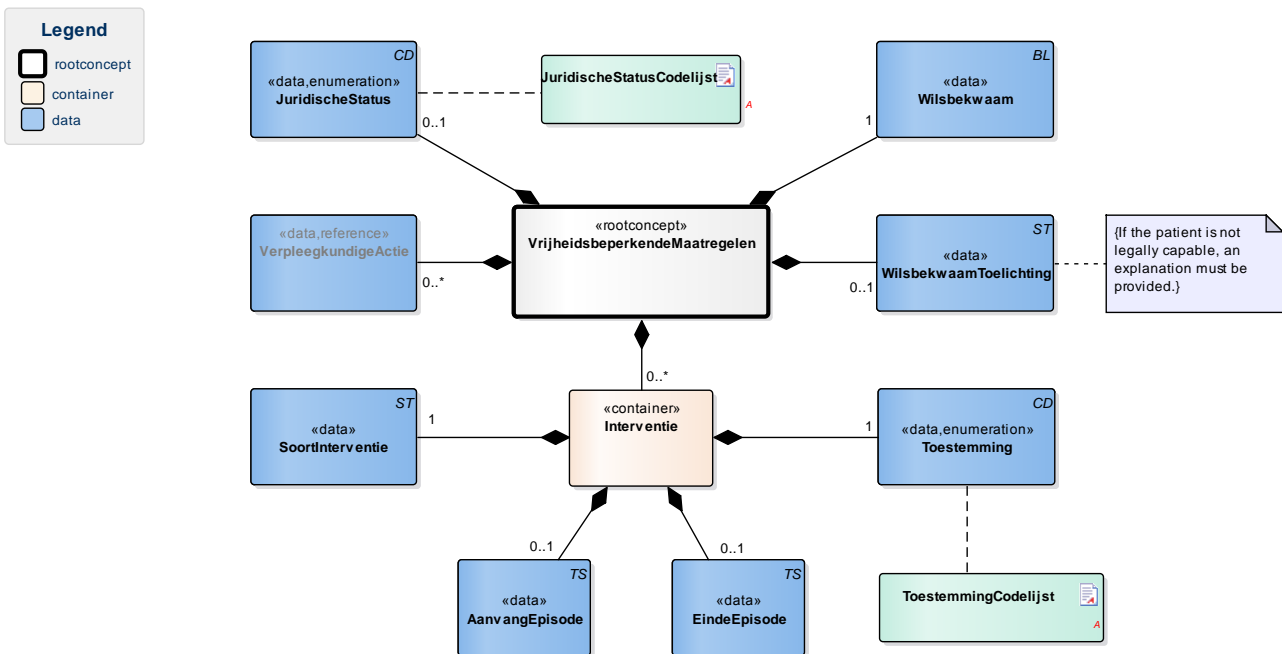 Legend
rootconcept
container
data
CD
«data,enumeration»
JuridischeStatus
0..1
JuridischeStatusCodelijst
A
BL
«data»
Wilsbekwaam
1
«data,reference»
VerpleegkundigeActie
0..*
«rootconcept»
VrijheidsbeperkendeMaatregelen
ST
«data»
WilsbekwaamToelichting
0..1
{If the patient is not
legally capable, an
explanation must be
provided.}
0..*
ST
«data»
SoortInterventie
1
«container»
Interventie
CD
«data,enumeration»
Toestemming
1
0..1
TS
«data»
AanvangEpisode
0..1
TS
«data»
EindeEpisode
ToestemmingCodelijst
A